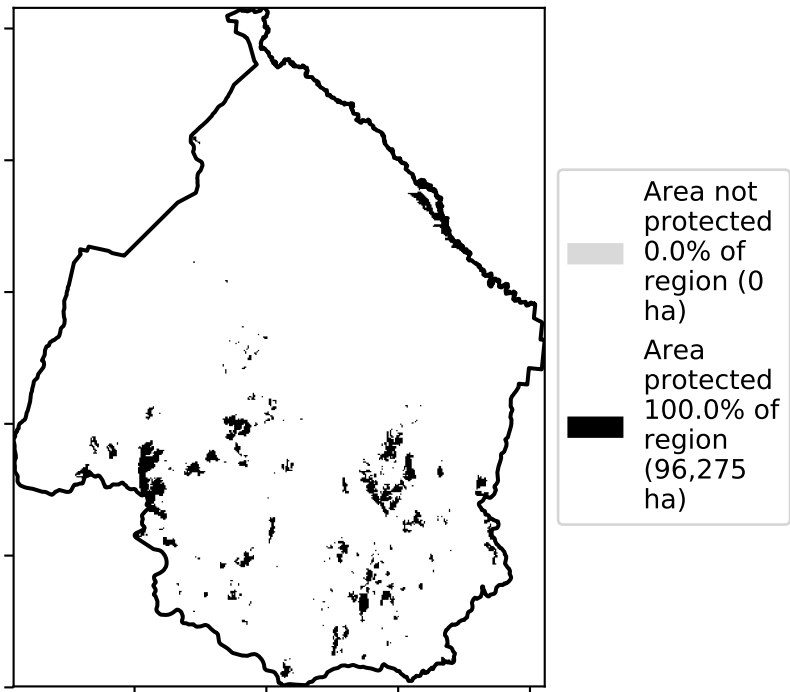 Area not
protected
0.0% of
region (0
ha)
Area
protected
100.0% of
region
(96,275
ha)